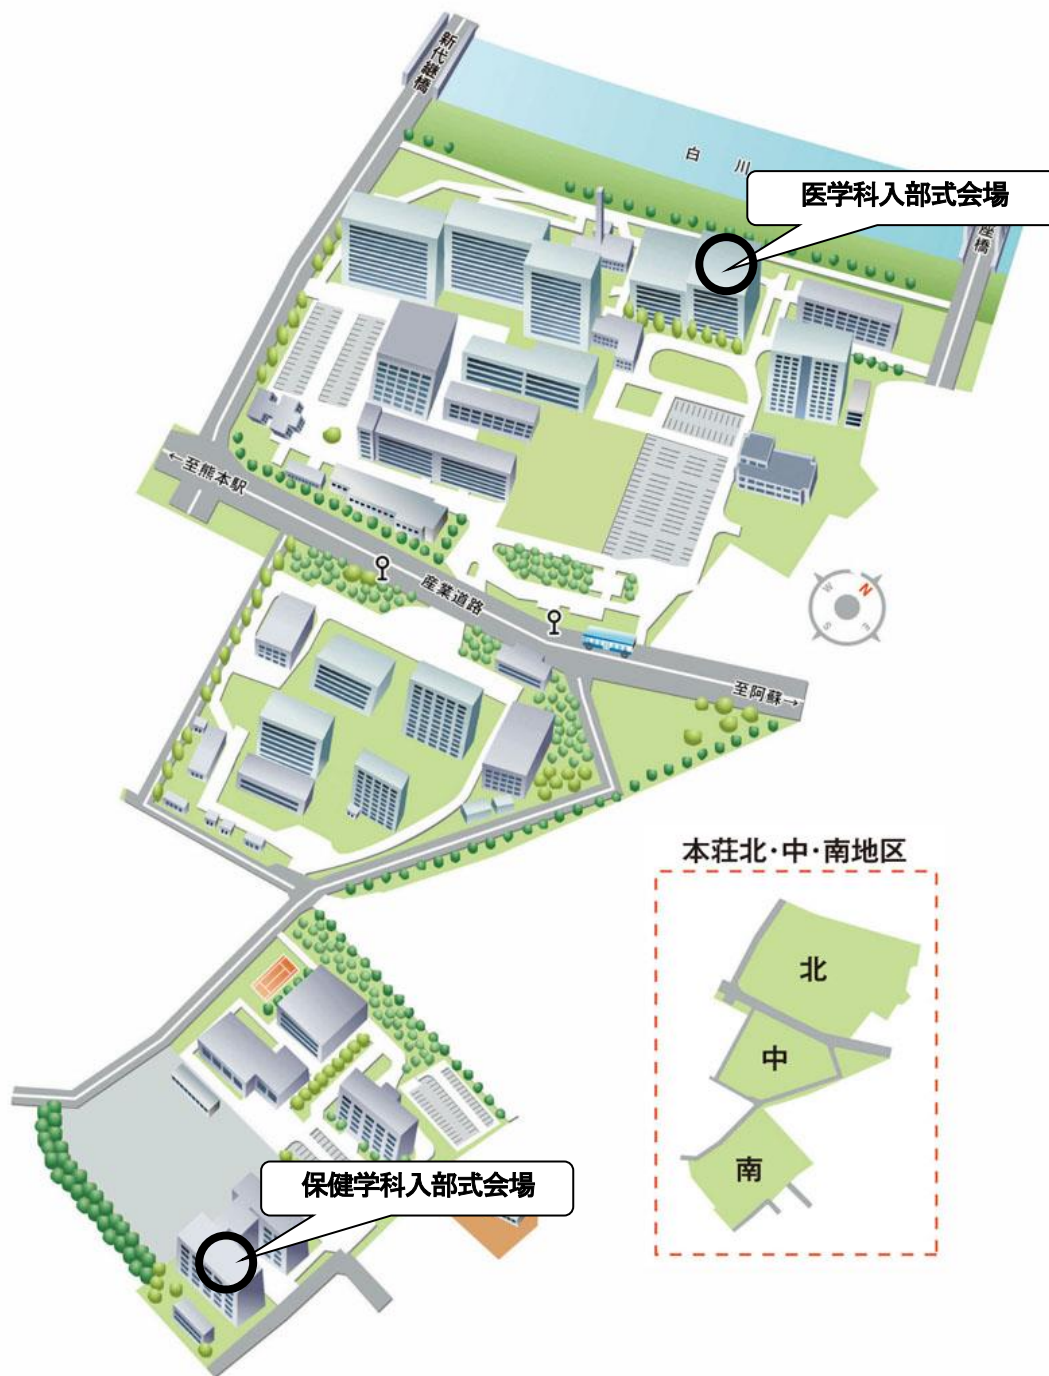 新代継橋
白川
医学科入部式会場
座橋
←至熊本駅
産業道路
N
W
E
S
至阿蘇→
本荘北・中・南地区
北
中
南
保健学科入部式会場